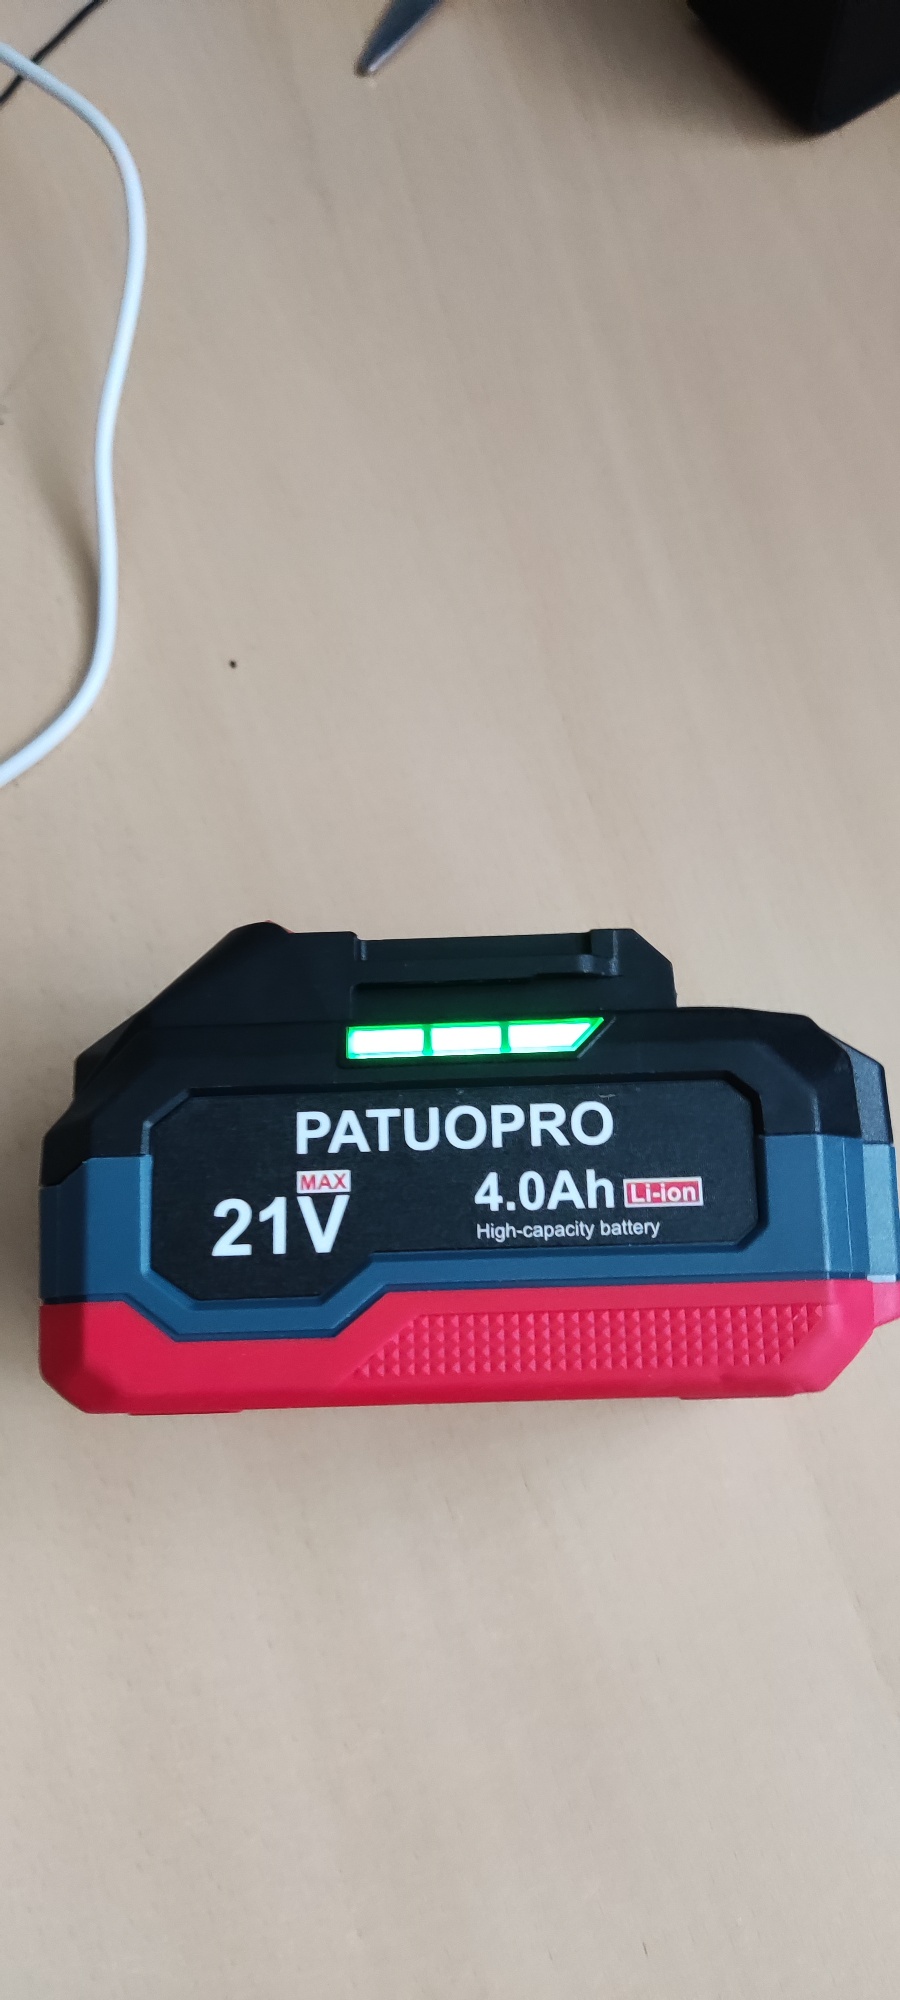 PATUOPRO
MAX
21V
4.0Ah Li-ion
High-capacity battery